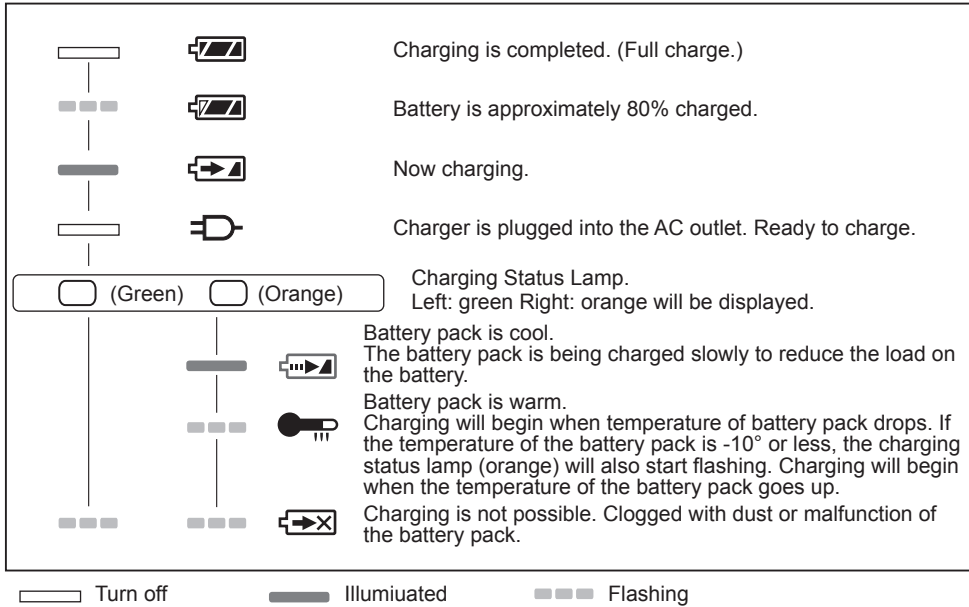 Charging is completed. (Full charge.)
Battery is approximately 80% charged.
Now charging.
Charger is plugged into the AC outlet. Ready to charge.
(Green) (Orange)
Charging Status Lamp.
Left: green Right: orange will be displayed.
Battery pack is cool.
The battery pack is being charged slowly to reduce the load on
the battery.
Battery pack is warm.
Charging will begin when temperature of battery pack drops. If
the temperature of the battery pack is -10° or less, the charging
status lamp (orange) will also start flashing. Charging will begin
when the temperature of the battery pack goes up.
Charging is not possible. Clogged with dust or malfunction of
the battery pack.
Turn off Illumiuated Flashing